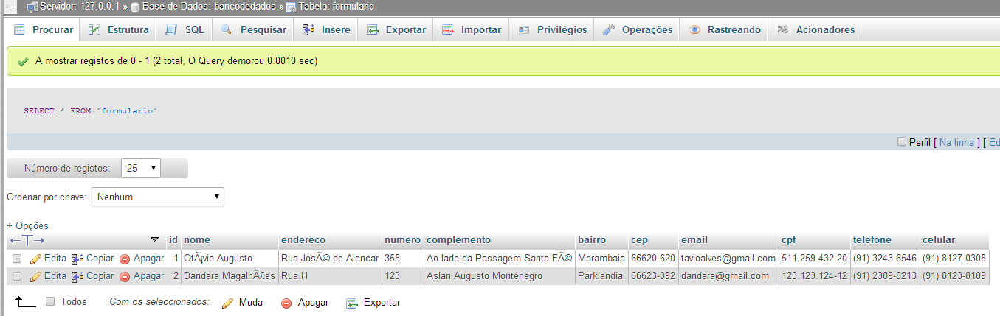 Servidor: 127.0.0.1 » Base de Dados: bancodedados » Tabela: formulario
Procurar Estrutura SQL Pesquisar Insere Exportar Importar Privilégios Operações Rastreando Acionadores
A mostrar registos de 0 - 1 (2 total, O Query demorou 0.0010 sec)
SELECT * FROM `formulario`
Perfil [ Na linha ] [ Ed
Número de registos: 25
Ordenar por chave: Nenhum
+ Opções
←T→ id nome endereco numero complemento bairro cep email cpf telefone celular
Edita Copiar Apagar 1 OtÃ¡vio Augusto Rua JosÃ© de Alencar 355 Ao lado da Passagem Santa FÃ© Marambaia 66620-620 tavioalves@gmail.com 511.259.432-20 (91) 3243-6546 (91) 8127-0308
Edita Copiar Apagar 2 Dandara MagalhÃ£es Rua H 123 Aslan Augusto Montenegro Parklandia 66623-092 dandara@gmail.com 123.123.124-12 (91) 2389-8213 (91) 8123-8189
Todos Com os seleccionados: Muda Apagar Exportar